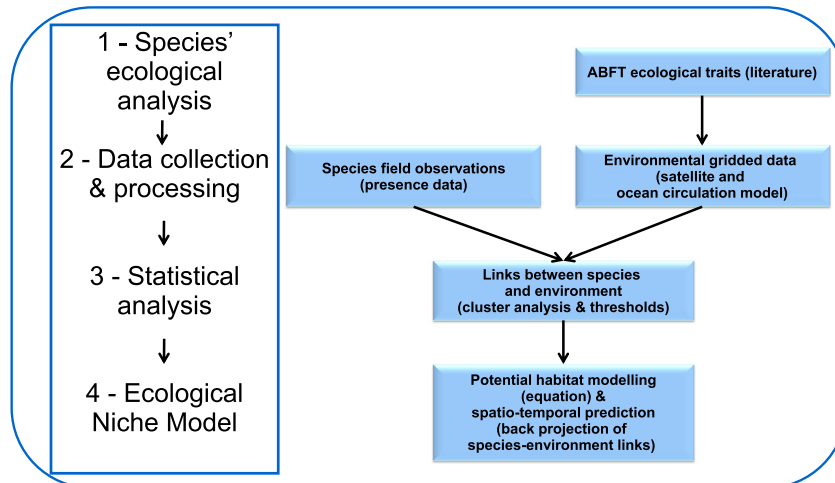 1 - Species’
ecological
analysis
2 - Data collection
& processing
3 - Statistical
analysis
4 - Ecological
Niche Model
ABFT ecological traits (literature)
Species field observations
(presence data)
Environmental gridded data
(satellite and
ocean circulation model)
Links between species
and environment
(cluster analysis & thresholds)
Potential habitat modelling
(equation) &
spatio-temporal prediction
(back projection of
species-environment links)